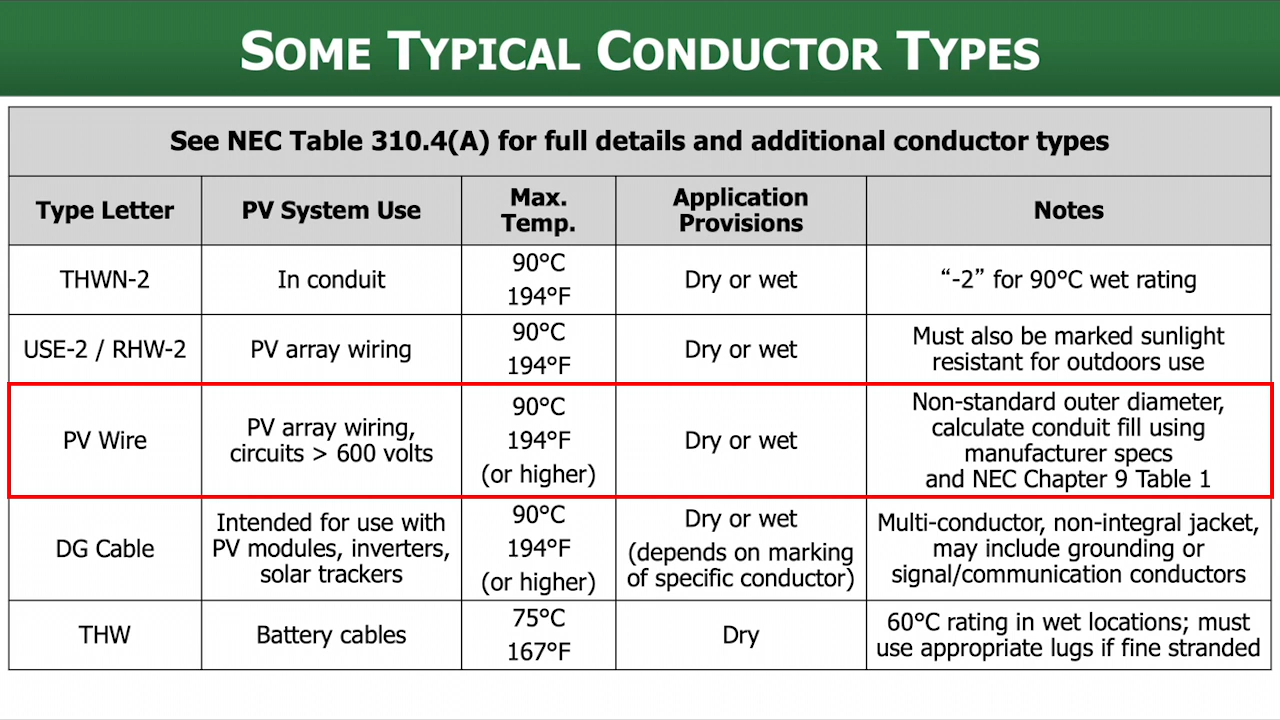 SOME TYPICAL CONDUCTOR TYPES
See NEC Table 310.4(A) for full details and additional conductor types
Type Letter
PV System Use
Max.
Temp.
Application
Provisions
Notes
THWN-2
In conduit
90°C
194°F
Dry or wet
“-2” for 90°C wet rating
USE-2 / RHW-2
PV array wiring
90°C
194°F
Dry or wet
Must also be marked sunlight
resistant for outdoors use
PV Wire
PV array wiring,
circuits > 600 volts
90°C
194°F
(or higher)
Dry or wet
Non-standard outer diameter,
calculate conduit fill using
manufacturer specs
and NEC Chapter 9 Table 1
DG Cable
Intended for use with
PV modules, inverters,
solar trackers
90°C
194°F
(or higher)
Dry or wet
(depends on marking
of specific conductor)
Multi-conductor, non-integral jacket,
may include grounding or
signal/communication conductors
THW
Battery cables
75°C
167°F
Dry
60°C rating in wet locations; must
use appropriate lugs if fine stranded